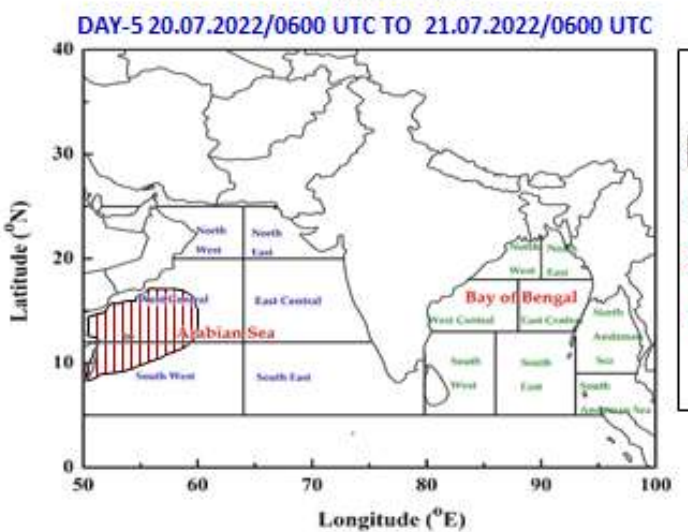 DAY-5 20.07.2022/0600 UTC TO 21.07.2022/0600 UTC
40
30
20
10
0
Latitude (°N)
North
West
North
East
Central
East Central
Arabian Sea
South West
South East
North
West
North
East
Bay of Bengal
West Central
East Central
South
West
South
East
North
Andaman
Sea
South
Andaman Sea
50
60
70
80
90
100
Longitude (°E)